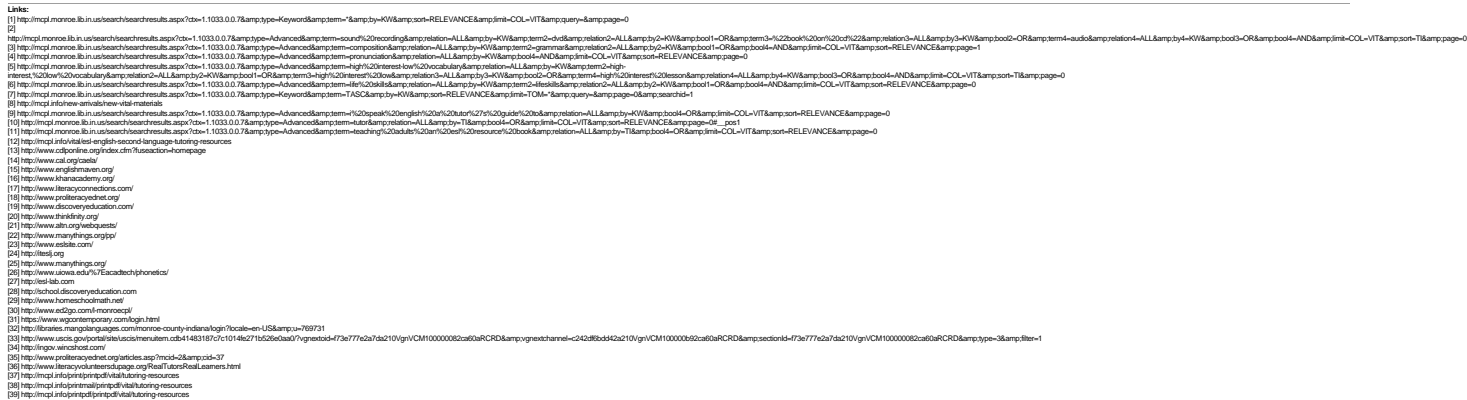 Links:
[1] http://mcpl.monroe.lib.in.us/search/searchresults.aspx?ctx=1.1033.0.0.7&amp;type=Keyword&amp;term=*&amp;by=KW&amp;sort=RELEVANCE&amp;limit=COL=VIT&amp;query=&amp;page=0
[2]
http://mcpl.monroe.lib.in.us/search/searchresults.aspx?ctx=1.1033.0.0.7&amp;type=Advanced&amp;term=sound%20recording&amp;relation=ALL&amp;by=KW&amp;term2=dvd&amp;relation2=ALL&amp;by2=KW&amp;bool1=OR&amp;term3=%22book%20on%20cd%22&amp;relation3=ALL&amp;by3=KW&amp;bool2=OR&amp;term4=audio&amp;relation4=ALL&amp;by4=KW&amp;bool3=OR&amp;bool4=AND&amp;limit=COL=VIT&amp;sort=TI&amp;page=0
[3] http://mcpl.monroe.lib.in.us/search/searchresults.aspx?ctx=1.1033.0.0.7&amp;type=Advanced&amp;term=composition&amp;relation=ALL&amp;by=KW&amp;term2=grammar&amp;relation2=ALL&amp;by2=KW&amp;bool1=OR&amp;bool4=AND&amp;limit=COL=VIT&amp;sort=RELEVANCE&amp;page=1
[4] http://mcpl.monroe.lib.in.us/search/searchresults.aspx?ctx=1.1033.0.0.7&amp;type=Advanced&amp;term=pronunciation&amp;relation=ALL&amp;by=KW&amp;bool4=AND&amp;limit=COL=VIT&amp;sort=RELEVANCE&amp;page=0
[5] http://mcpl.monroe.lib.in.us/search/searchresults.aspx?ctx=1.1033.0.0.7&amp;type=Advanced&amp;term=high%20interest-low%20vocabulary&amp;relation=ALL&amp;by=KW&amp;term2=high-
interest,%20low%20vocabulary&amp;relation2=ALL&amp;by2=KW&amp;bool1=OR&amp;term3=high%20interest%20low&amp;relation3=ALL&amp;by3=KW&amp;bool2=OR&amp;term4=high%20interest%20lesson&amp;relation4=ALL&amp;by4=KW&amp;bool3=OR&amp;bool4=AND&amp;limit=COL=VIT&amp;sort=TI&amp;page=0
[6] http://mcpl.monroe.lib.in.us/search/searchresults.aspx?ctx=1.1033.0.0.7&amp;type=Advanced&amp;term=life%20skills&amp;relation=ALL&amp;by=KW&amp;term2=lifeskills&amp;relation2=ALL&amp;by2=KW&amp;bool1=OR&amp;bool4=AND&amp;limit=COL=VIT&amp;sort=RELEVANCE&amp;page=0
[7] http://mcpl.monroe.lib.in.us/search/searchresults.aspx?ctx=1.1033.0.0.7&amp;type=Keyword&amp;term=TASC&amp;by=KW&amp;sort=RELEVANCE&amp;limit=TOM=*&amp;query=&amp;page=0&amp;searchid=1
[8] http://mcpl.info/new-arrivals/new-vital-materials
[9] http://mcpl.monroe.lib.in.us/search/searchresults.aspx?ctx=1.1033.0.0.7&amp;type=Advanced&amp;term=i%20speak%20english%20a%20tutor%27s%20guide%20to&amp;relation=ALL&amp;by=KW&amp;bool4=OR&amp;limit=COL=VIT&amp;sort=RELEVANCE&amp;page=0
[10] http://mcpl.monroe.lib.in.us/search/searchresults.aspx?ctx=1.1033.0.0.7&amp;type=Advanced&amp;term=tutor&amp;relation=ALL&amp;by=TI&amp;bool4=OR&amp;limit=COL=VIT&amp;sort=RELEVANCE&amp;page=0#__pos1
[11] http://mcpl.monroe.lib.in.us/search/searchresults.aspx?ctx=1.1033.0.0.7&amp;type=Advanced&amp;term=teaching%20adults%20an%20esl%20resource%20book&amp;relation=ALL&amp;by=TI&amp;bool4=OR&amp;limit=COL=VIT&amp;sort=RELEVANCE&amp;page=0
[12] http://mcpl.info/vital/esl-english-second-language-tutoring-resources
[13] http://www.cdlponline.org/index.cfm?fuseaction=homepage
[14] http://www.cal.org/caela/
[15] http://www.englishmaven.org/
[16] http://www.khanacademy.org/
[17] http://www.literacyconnections.com/
[18] http://www.proliteracyednet.org/
[19] http://www.discoveryeducation.com/
[20] http://www.thinkfinity.org/
[21] http://www.altn.org/webquests/
[22] http://www.manythings.org/pp/
[23] http://www.eslsite.com/
[24] http://iteslj.org
[25] http://www.manythings.org/
[26] http://www.uiowa.edu/%7Eacadtech/phonetics/
[27] http://esl-lab.com
[28] http://school.discoveryeducation.com
[29] http://www.homeschoolmath.net/
[30] http://www.ed2go.com/l-monroecpl/
[31] https://www.wgcontemporary.com/login.html
[32] http://libraries.mangolanguages.com/monroe-county-indiana/login?locale=en-US&amp;u=769731
[33] http://www.uscis.gov/portal/site/uscis/menuitem.cdb41483187c7c1014fe271b526e0aa0/?vgnextoid=f73e777e2a7da210VgnVCM100000082ca60aRCRD&amp;vgnextchannel=c242df6bdd42a210VgnVCM100000b92ca60aRCRD&amp;sectionId=f73e777e2a7da210VgnVCM100000082ca60aRCRD&amp;type=3&amp;filter=1
[34] http://ingov.wincshost.com/
[35] http://www.proliteracyednet.org/articles.asp?mcid=2&amp;cid=37
[36] http://www.literacyvolunteersdupage.org/RealTutorsRealLearners.html
[37] http://mcpl.info/print/printpdf/vital/tutoring-resources
[38] http://mcpl.info/printmail/printpdf/vital/tutoring-resources
[39] http://mcpl.info/printpdf/printpdf/vital/tutoring-resources